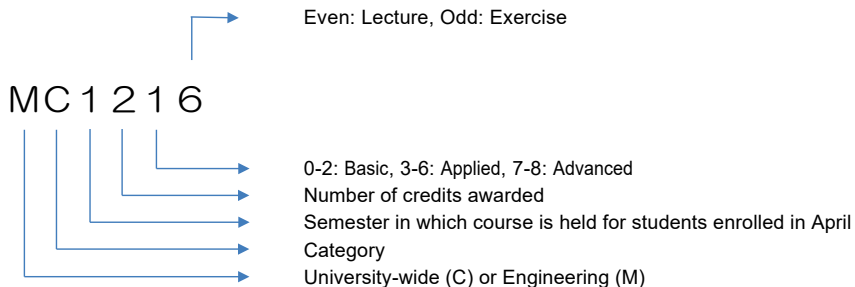 Even: Lecture, Odd: Exercise
MC1216
0-2: Basic, 3-6: Applied, 7-8: Advanced
Number of credits awarded
Semester in which course is held for students enrolled in April
Category
University-wide (C) or Engineering (M)